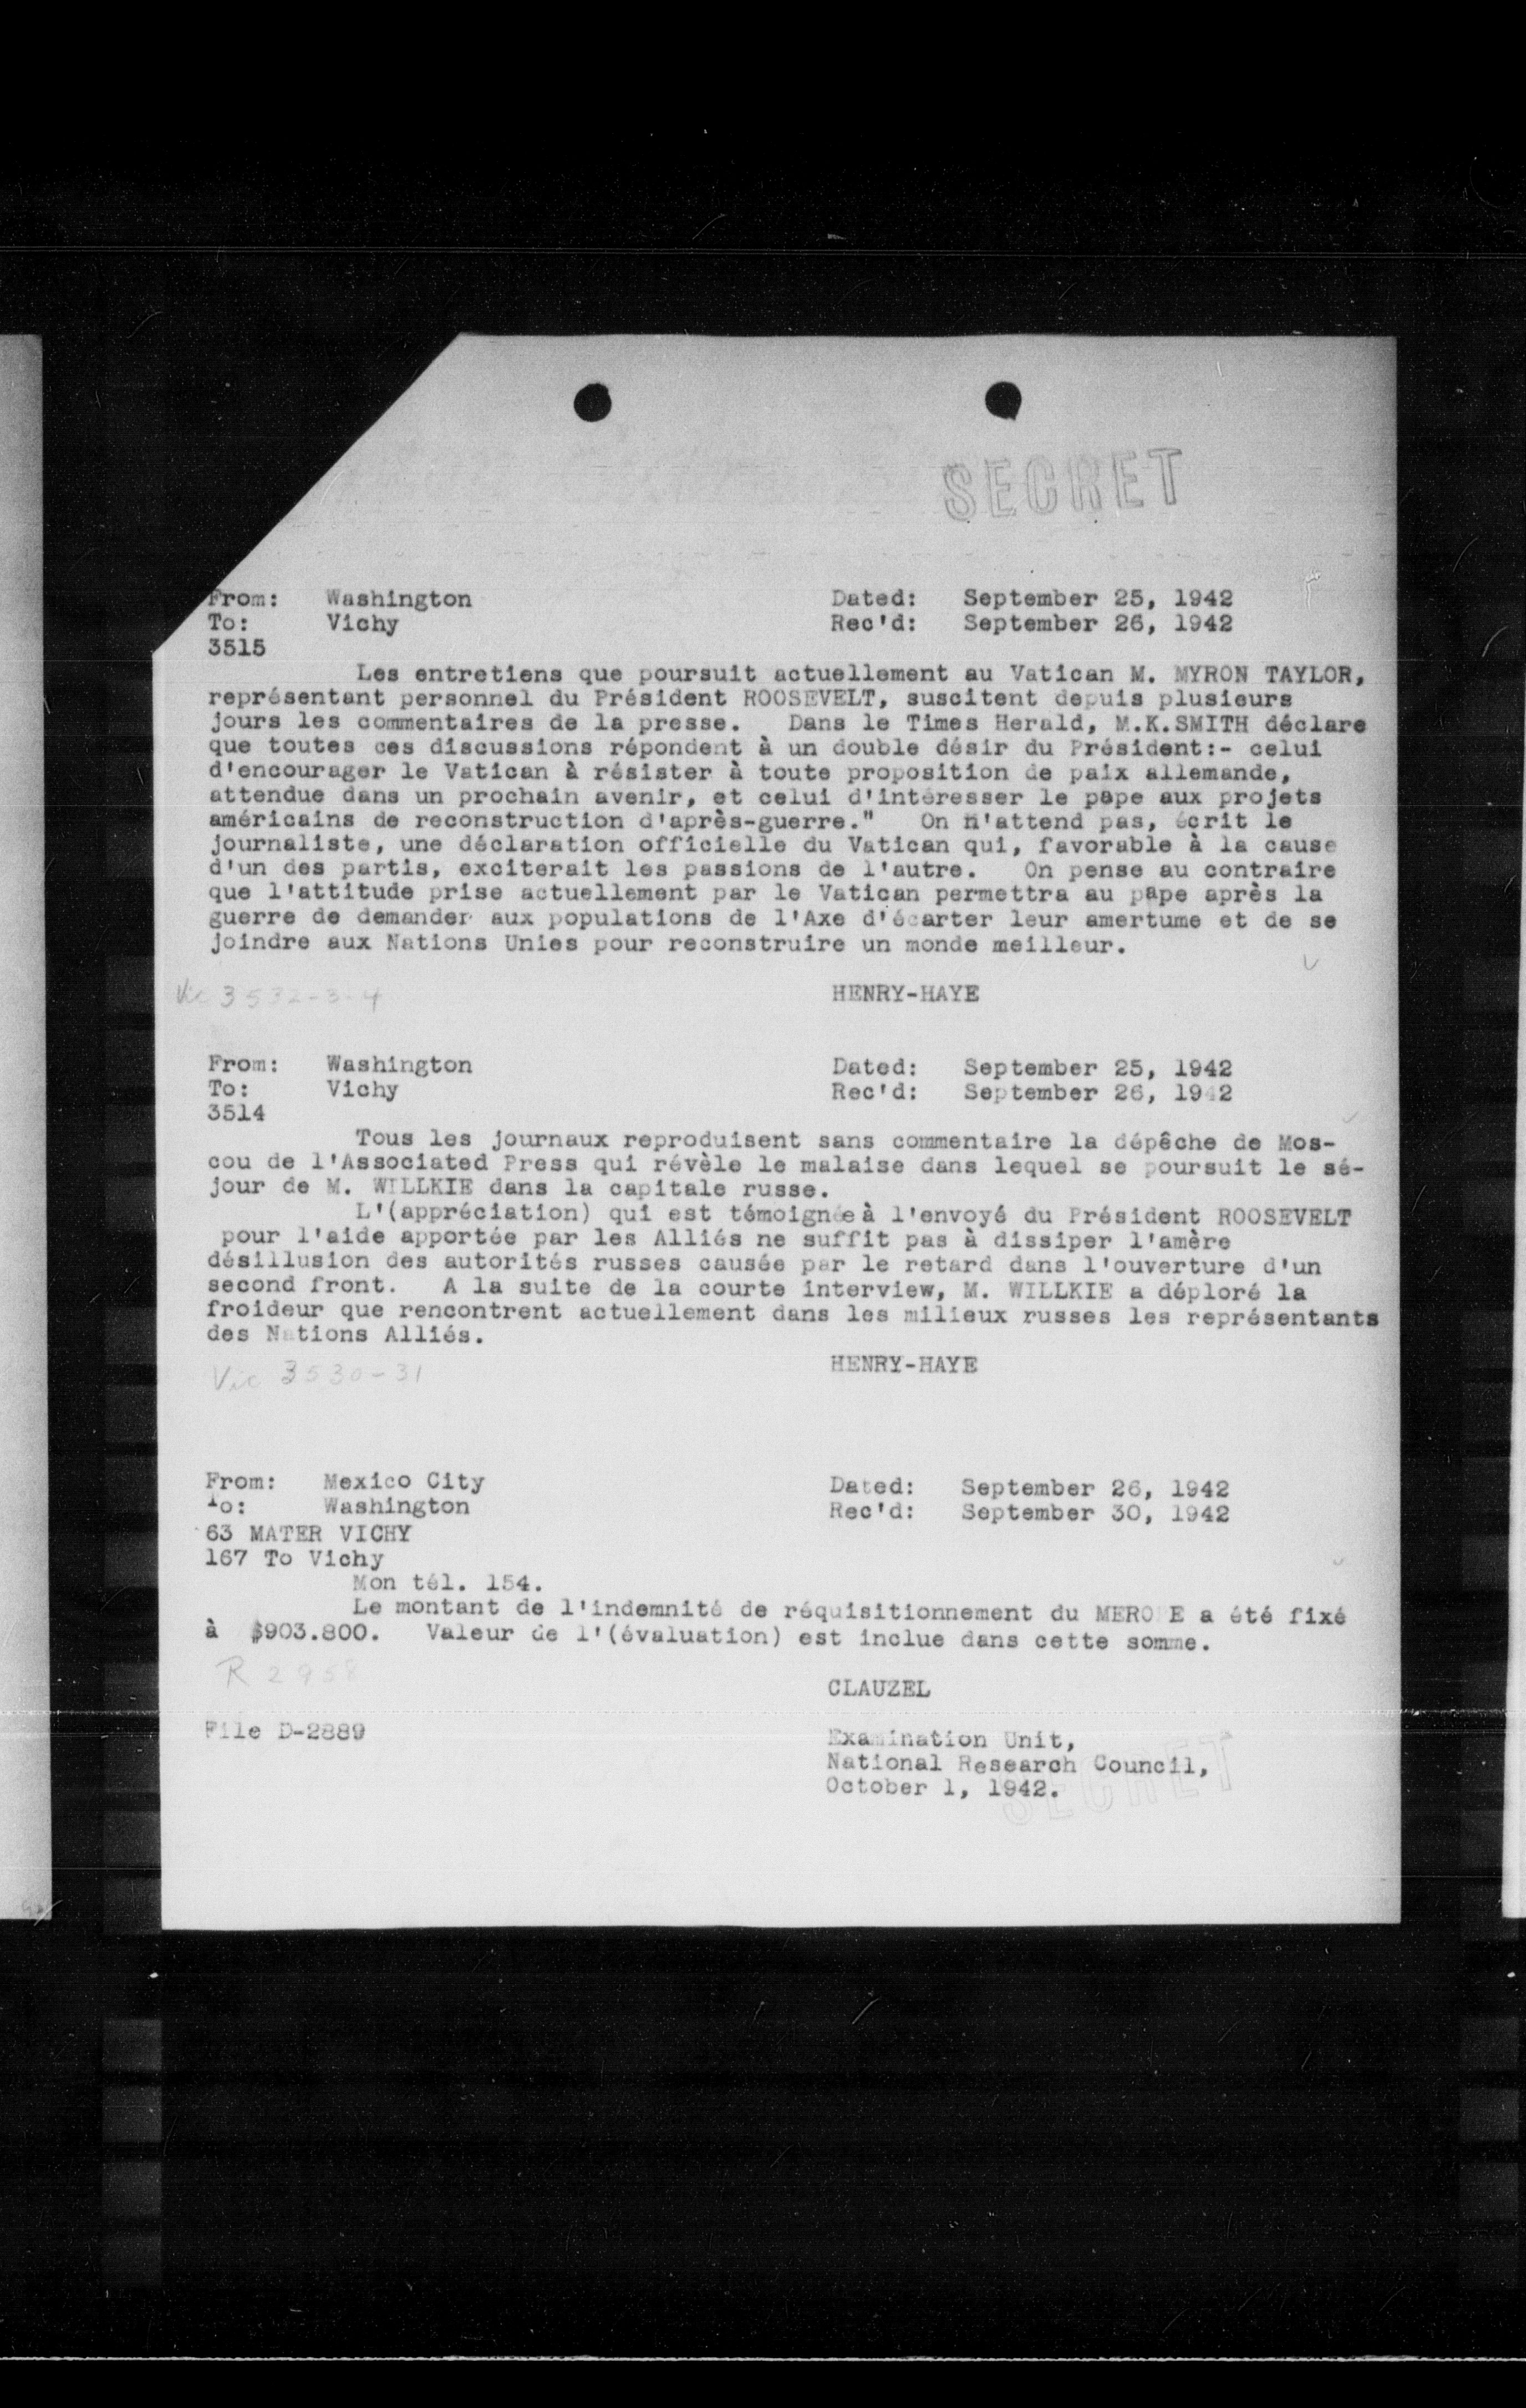 SECRET
From: Washington Dated: September 25, 1942
To: Vichy Rec'd: September 26, 1942
3515
Les entretiens que poursuit actuellement au Vatican M. MYRON TAYLOR,
représentant personnel du Président ROOSEVELT, suscitent depuis plusieurs
jours les commentaires de la presse. Dans le Times Herald, M.K.SMITH déclare
que toutes ces discussions répondent à un double désir du Président:- celui
d'encourager le Vatican à résister à toute proposition de paix allemande,
attendue dans un prochain avenir, et celui d'intéresser le pape aux projets
américains de reconstruction d'après-guerre." On n'attend pas, écrit le
journaliste, une déclaration officielle du Vatican qui, favorable à la cause
d'un des partis, exciterait les passions de l'autre. On pense au contraire
que l'attitude prise actuellement par le Vatican permettra au pape après la
guerre de demander aux populations de l'Axe d'écarter leur amertume et de se
joindre aux Nations Unies pour reconstruire un monde meilleur.
Vic 3532-3-4 HENRY-HAYE
From: Washington Dated: September 25, 1942
To: Vichy Rec'd: September 26, 1942
3514
Tous les journaux reproduisent sans commentaire la dépêche de Mos-
cou de l'Associated Press qui révèle le malaise dans lequel se poursuit le sé-
jour de M. WILLKIE dans la capitale russe.
L'(appréciation) qui est témoignée à l'envoyé du Président ROOSEVELT
pour l'aide apportée par les Alliés ne suffit pas à dissiper l'amère
désillusion des autorités russes causée par le retard dans l'ouverture d'un
second front. A la suite de la courte interview, M. WILLKIE a déploré la
froideur que rencontrent actuellement dans les milieux russes les représentants
des Nations Alliés.
Vic 3530-31 HENRY-HAYE
From: Mexico City Dated: September 26, 1942
To: Washington Rec'd: September 30, 1942
63 MATER VICHY
167 To Vichy
Mon tél. 154.
Le montant de l'indemnité de réquisitionnement du MERO E a été fixé
à $903.800. Valeur de l'(évaluation) est inclue dans cette somme.
R 2958
CLAUZEL
File D-2889 Examination Unit,
National Research Council,
October 1, 1942.
SECRET